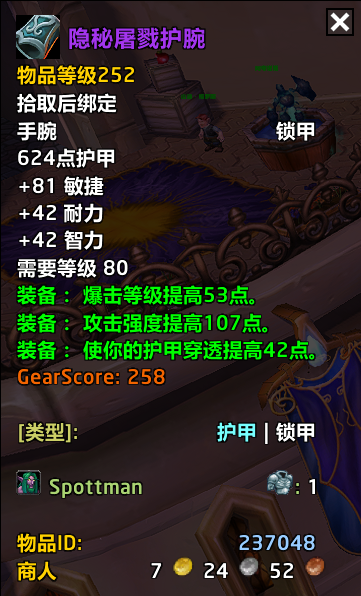 隐秘屠戮护腕
物品等级252
拾取后绑定
手腕 锁甲
624点护甲
+81 敏捷
+42 耐力
+42 智力
需要等级 80
装备： 爆击等级提高53点。
装备： 攻击强度提高107点。
装备： 使你的护甲穿透提高42点。
GearScore: 258
[类型]: 护甲 | 锁甲
Spottman : 1
物品ID: 237048
商人 7 24 52